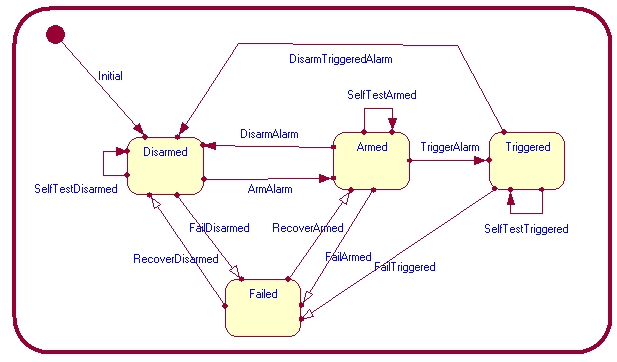 DisarmTriggeredAlarm
Initial
SelfTestArmed
DisarmAlarm
Disarmed
Armed
TriggerAlarm
Triggered
SelfTestDisarmed
ArmAlarm
FailDisarmed
RecoverArmed
SelfTestTriggered
RecoverDisarmed
FailArmed
FailTriggered
Failed